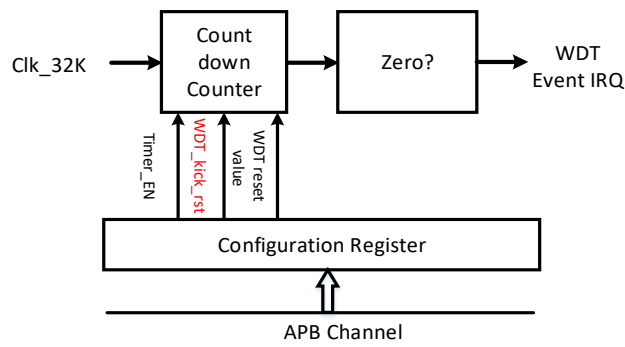 Clk_32K
Count
down
Counter
Zero?
WDT
Event IRQ
Timer_EN
WDT_kick_rst
WDT reset
value
Configuration Register
APB Channel